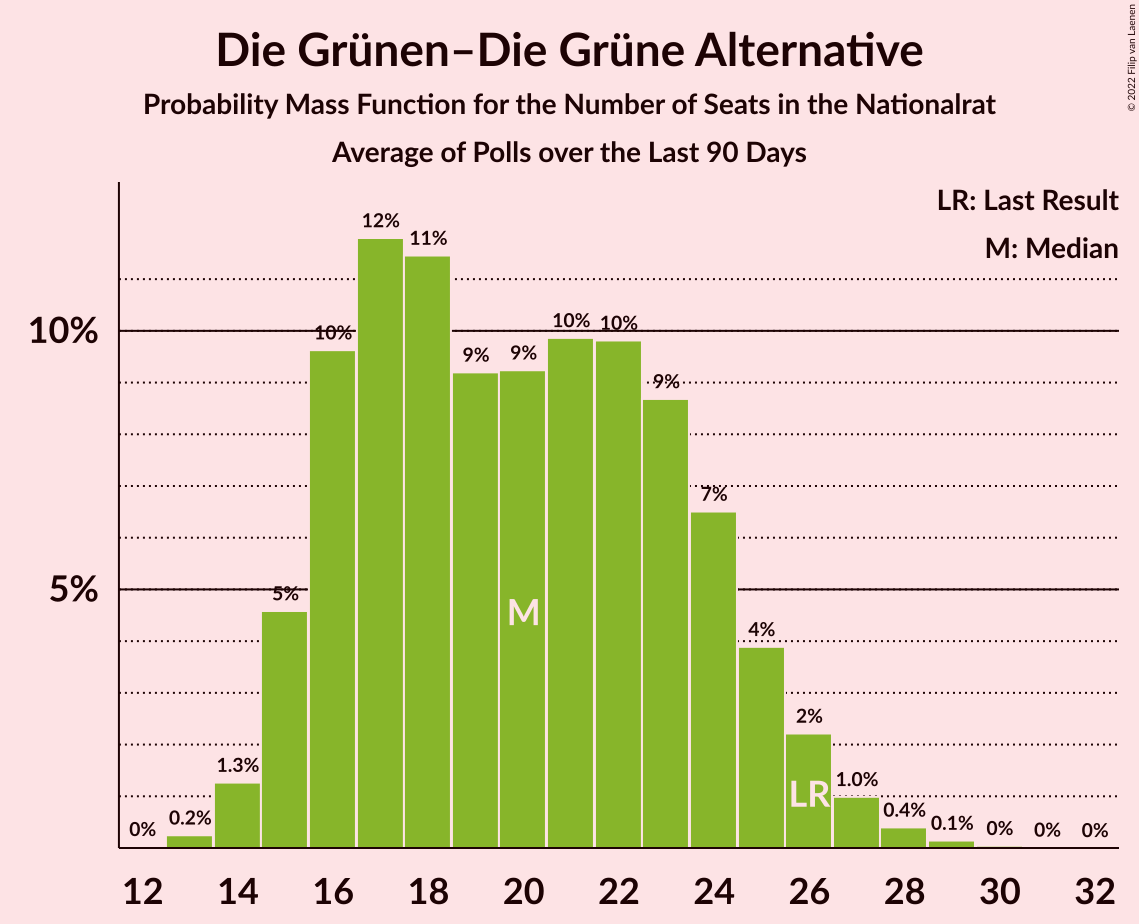 Die Grünen–Die Grüne Alternative
Probability Mass Function for the Number of Seats in the Nationalrat
Average of Polls over the Last 90 Days
© 2022 Filip van Laenen
LR: Last Result
M: Median
12%
11%
10%
10%
10%
10%
9%
9%
9%
7%
5%
5%
M
4%
2%
LR
1.3%
1.0%
0.2%
0.4%
0.1%
0%
0%
0%
0%
12 14 16 18 20 22 24 26 28 30 32